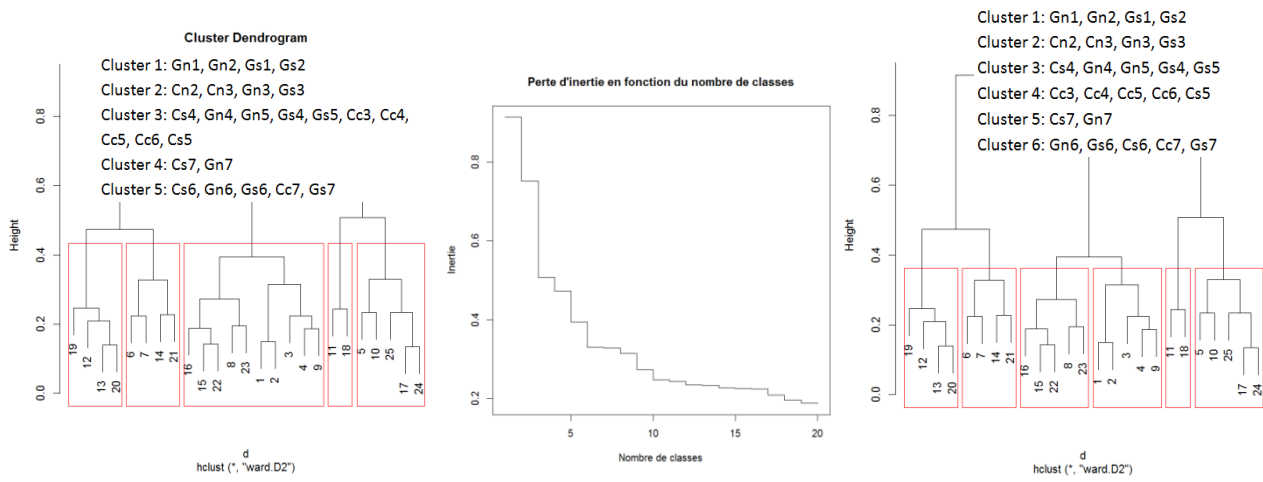 Cluster Dendrogram
Cluster 1: Gn1, Gn2, Gs1, Gs2
Cluster 2: Cn2, Cn3, Gn3, Gs3
Cluster 3: Cs4, Gn4, Gn5, Gs4, Gs5, Cc3, Cc4,
Cc5, Cc6, Cs5
Cluster 4: Cs7, Gn7
Cluster 5: Cs6, Gn6, Gs6, Cc7, Gs7
Height
0.8
0.6
0.4
0.2
0.0
19 12 13 20 6 7 14 21 16 15 22 8 23 1 2 3 4 9 11 18 5 10 25 17 24
d
hclust (*, "ward.D2")
Perte d'inertie en fonction du nombre de classes
Inertie
0.8
0.6
0.4
0.2
5 10 15 20
Nombre de classes
Cluster 1: Gn1, Gn2, Gs1, Gs2
Cluster 2: Cn2, Cn3, Gn3, Gs3
Cluster 3: Cs4, Gn4, Gn5, Gs4, Gs5
Cluster 4: Cc3, Cc4, Cc5, Cc6, Cs5
Cluster 5: Cs7, Gn7
Cluster 6: Gn6, Gs6, Cs6, Cc7, Gs7
Height
0.8
0.6
0.4
0.2
0.0
19 12 13 20 6 7 14 21 16 15 22 8 23 1 2 3 4 9 11 18 5 10 25 17 24
d
hclust (*, "ward.D2")